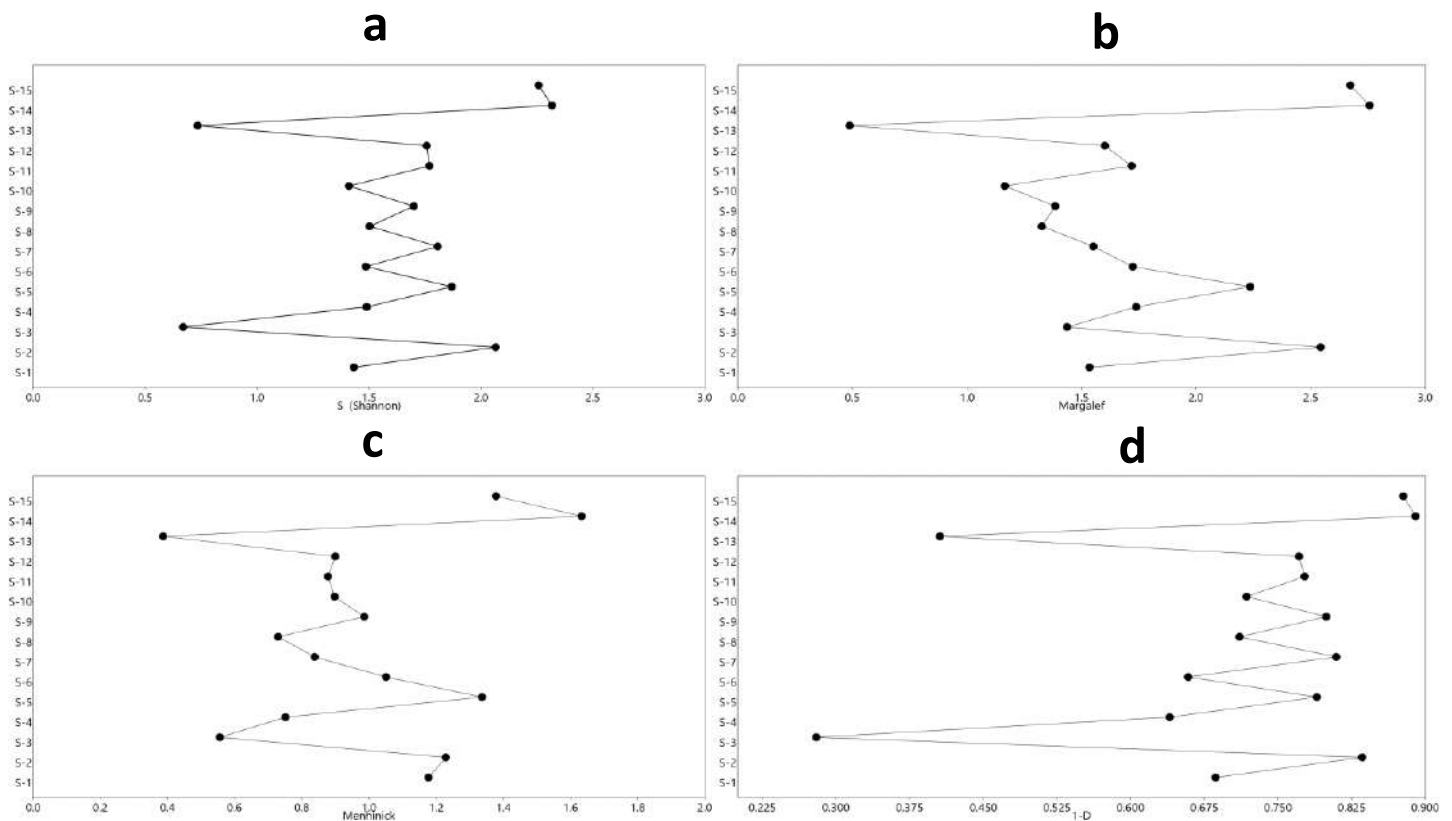 a
S-15
S-14
S-13
S-12
S-11
S-10
S-9
S-8
S-7
S-6
S-5
S-4
S-3
S-2
S-1
0.0 0.5 1.0 1.5 2.0 2.5 3.0
S (Shannon)
b
S-15
S-14
S-13
S-12
S-11
S-10
S-9
S-8
S-7
S-6
S-5
S-4
S-3
S-2
S-1
0.0 0.5 1.0 1.5 2.0 2.5 3.0
Margalef
c
S-15
S-14
S-13
S-12
S-11
S-10
S-9
S-8
S-7
S-6
S-5
S-4
S-3
S-2
S-1
0.0 0.2 0.4 0.6 0.8 1.0 1.2 1.4 1.6 1.8 2.0
Menhinick
d
S-15
S-14
S-13
S-12
S-11
S-10
S-9
S-8
S-7
S-6
S-5
S-4
S-3
S-2
S-1
0.225 0.300 0.375 0.450 0.525 0.600 0.675 0.750 0.825 0.900
1-D